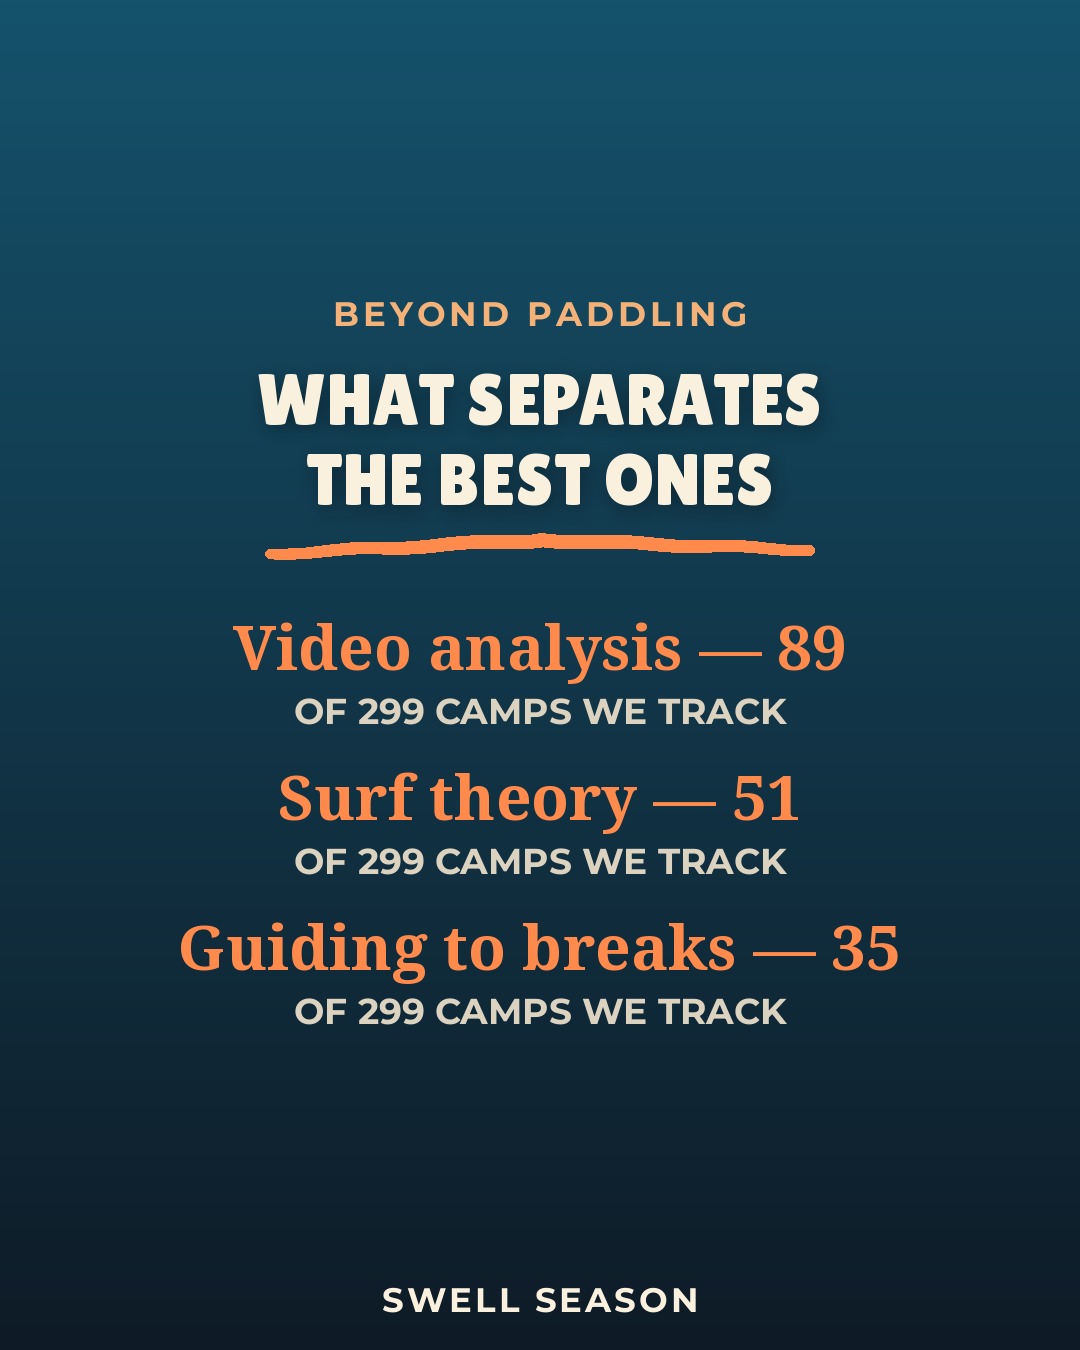 BEYOND PADDLING
WHAT SEPARATES
THE BEST ONES
Video analysis — 89
OF 299 CAMPS WE TRACK
Surf theory — 51
OF 299 CAMPS WE TRACK
Guiding to breaks — 35
OF 299 CAMPS WE TRACK
SWELL SEASON